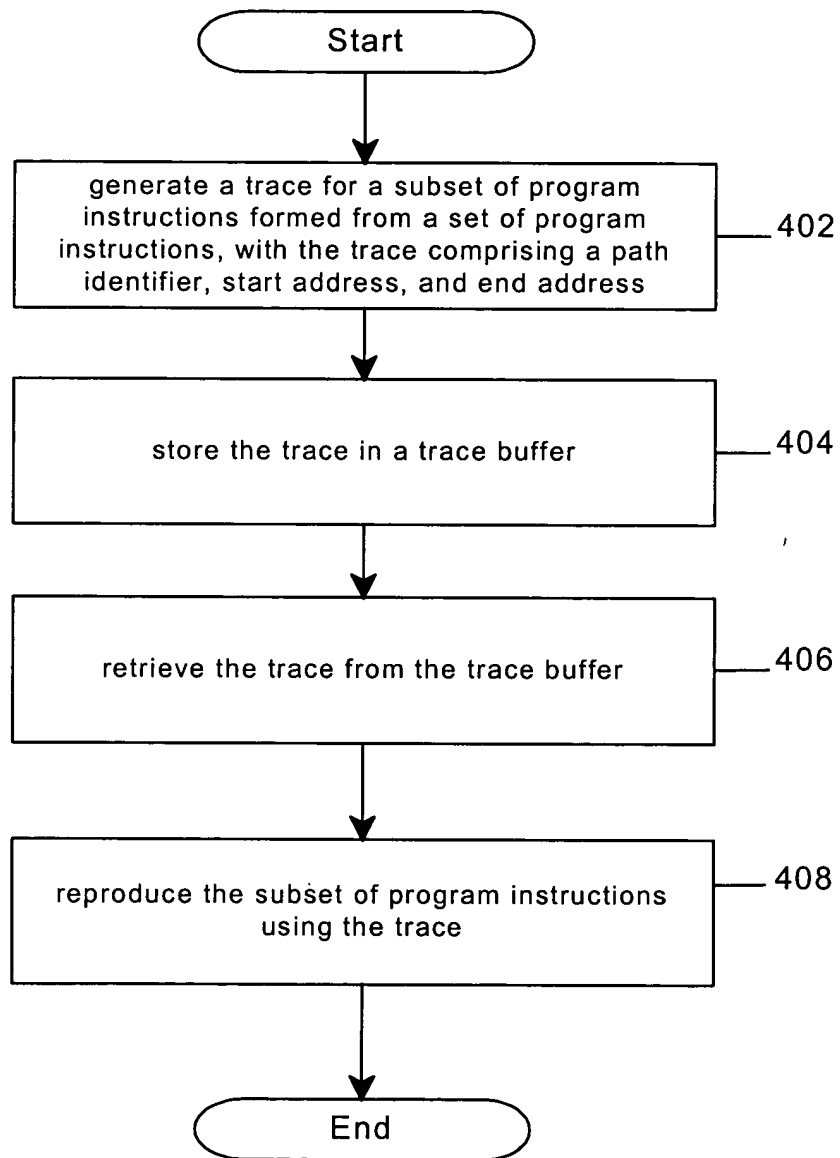 Start
generate a trace for a subset of program
instructions formed from a set of program
instructions, with the trace comprising a path
identifier, start address, and end address
402
store the trace in a trace buffer
404
retrieve the trace from the trace buffer
406
reproduce the subset of program instructions
using the trace
408
End